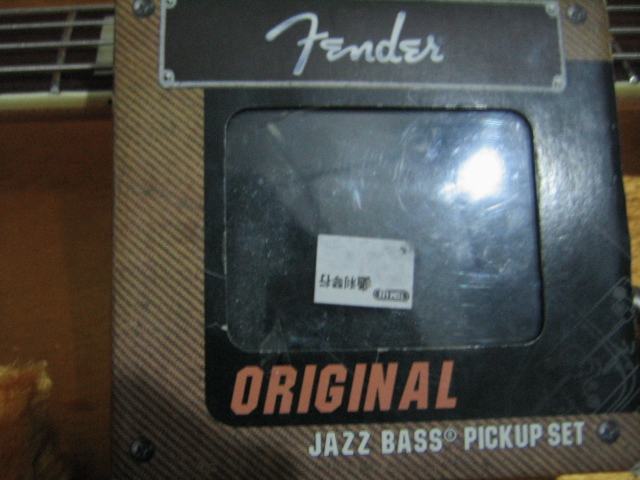 Fender
ORIGINAL
JAZZ BASS® PICKUP SET